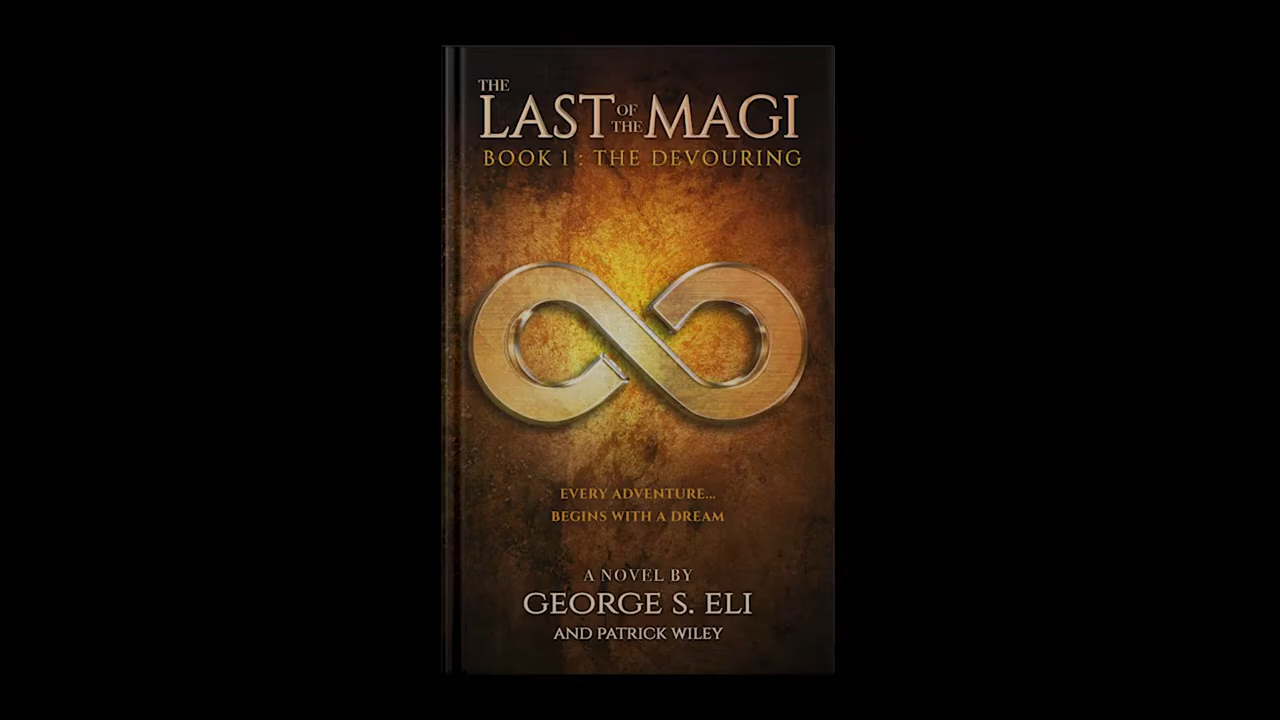 THE
LAST OF THE MAGI
BOOK 1 : THE DEVOURING
EVERY ADVENTURE...
BEGINS WITH A DREAM
A NOVEL BY
GEORGE S. ELI
AND PATRICK WILEY